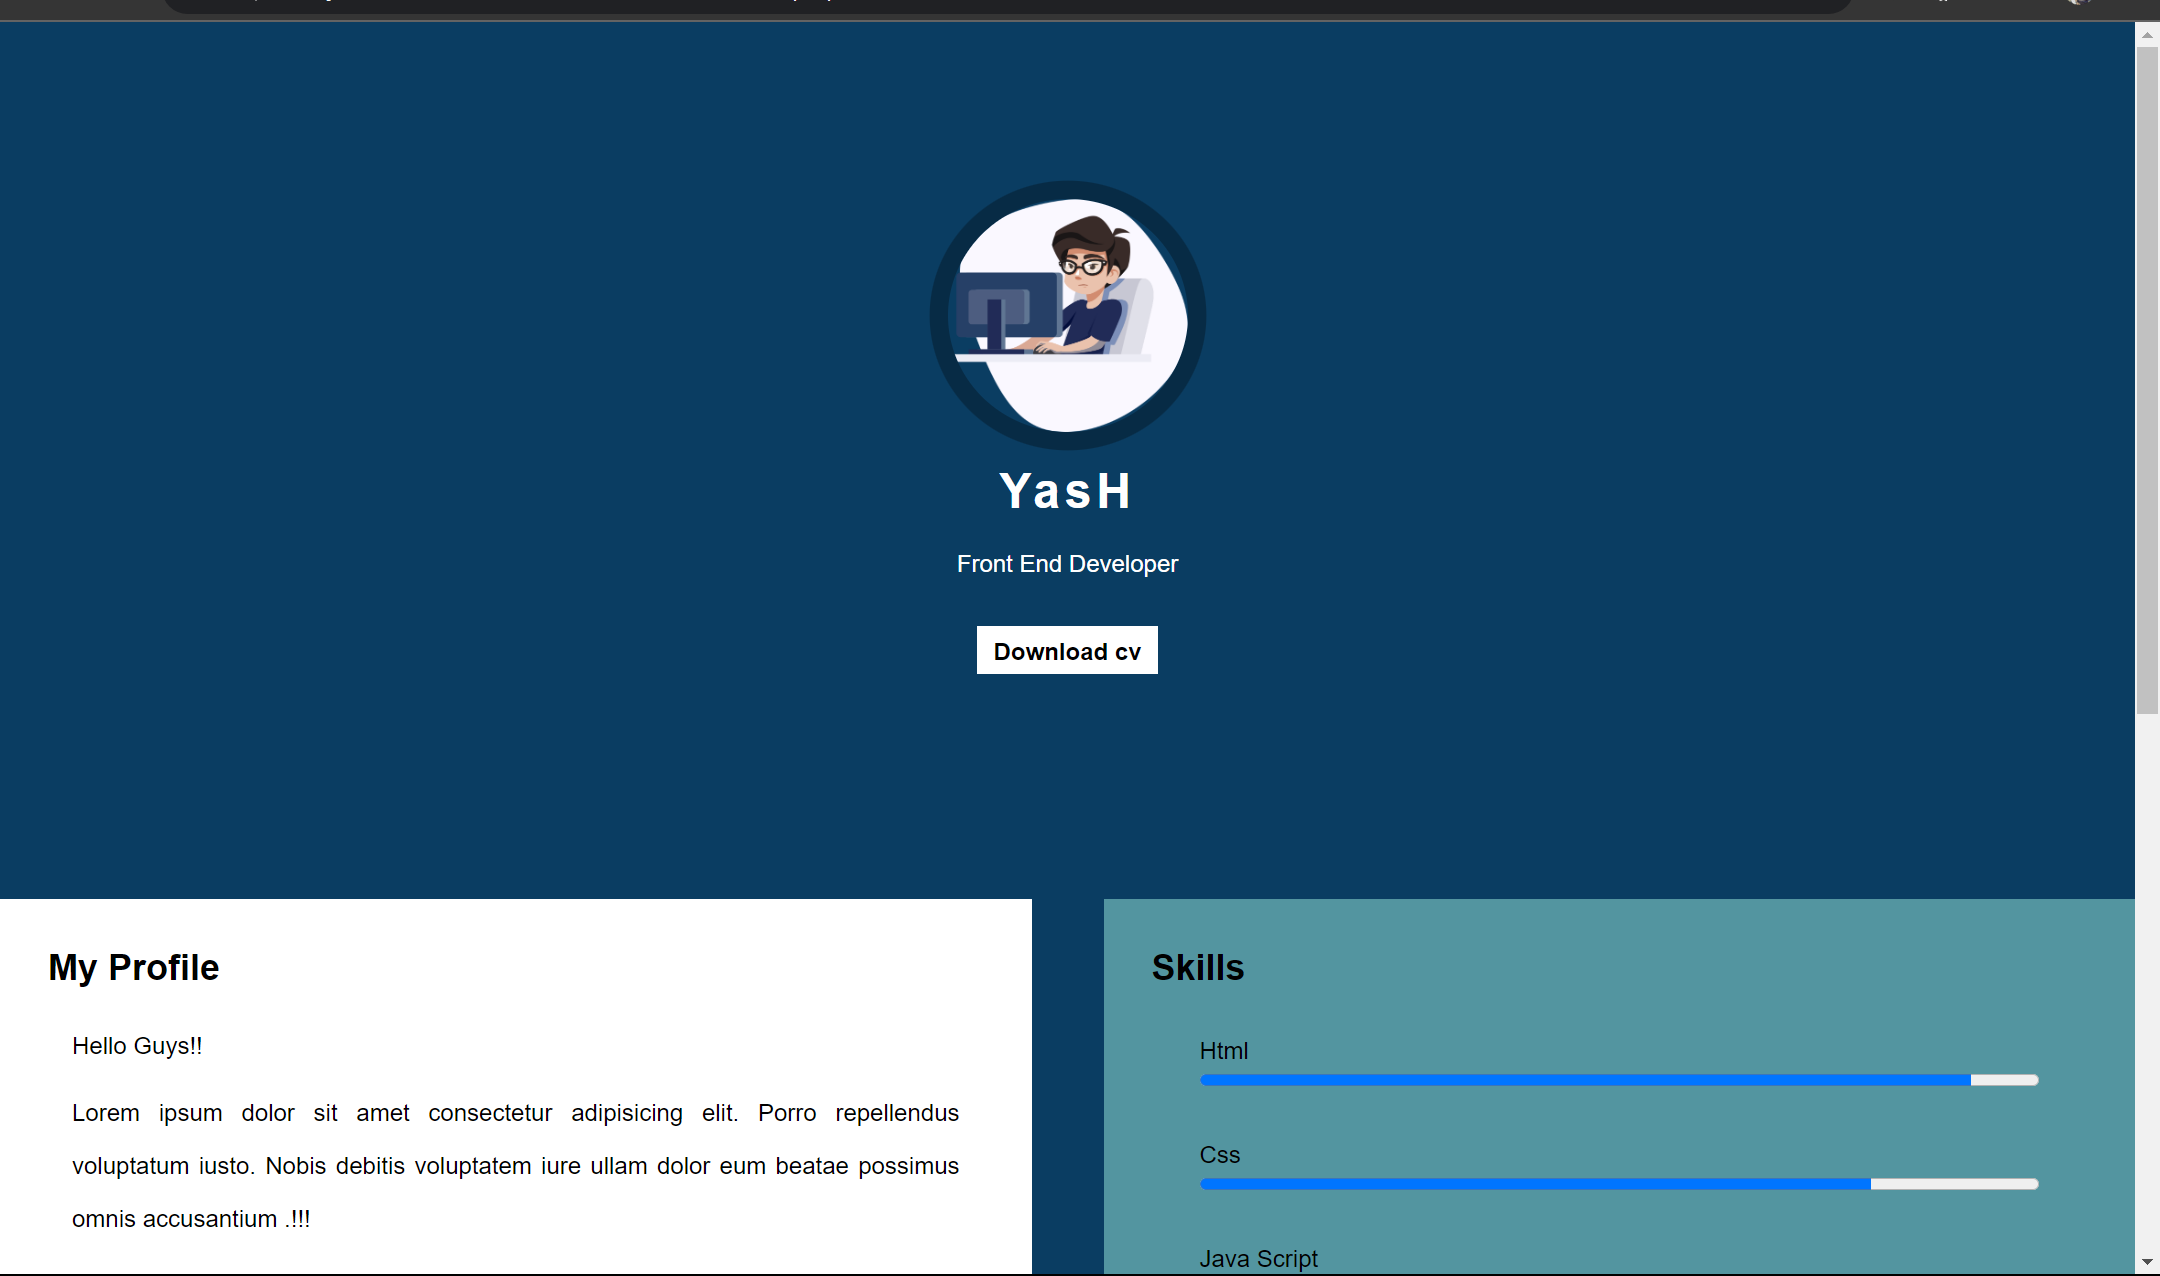 YasH
Front End Developer
Download cv
My Profile
Hello Guys!!
Lorem ipsum dolor sit amet consectetur adipisicing elit. Porro repellendus
voluptatum iusto. Nobis debitis voluptatem iure ullam dolor eum beatae possimus
omnis accusantium .!!!
Skills
Html
Css
Java Script